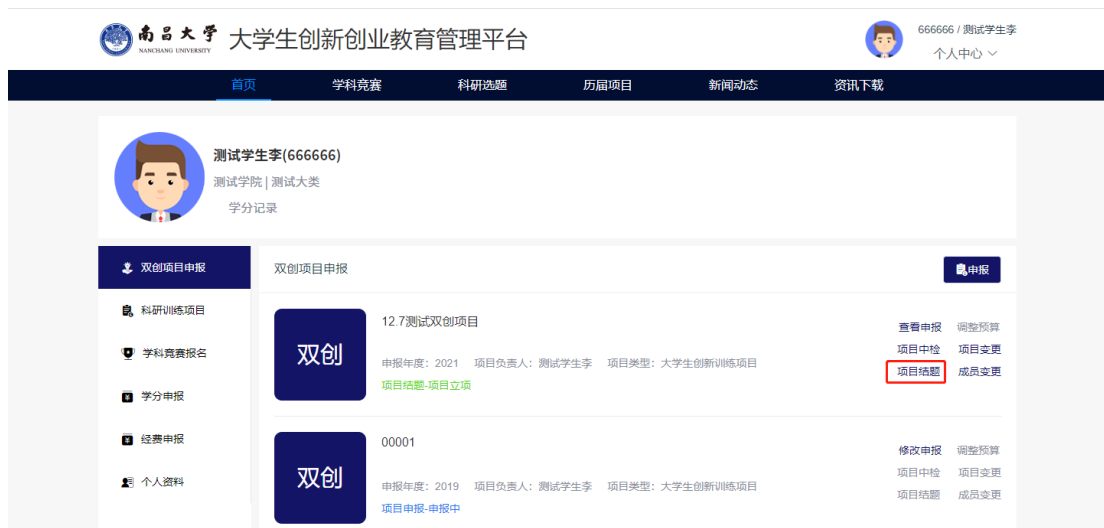 南昌大学
NANCHANG UNIVERSITY
大学生创新创业教育管理平台
666666 / 测试学生李
个人中心
首页 学科竞赛 科研选题 历届项目 新闻动态 资讯下载
测试学生李(666666)
测试学院 | 测试大类
学分记录
双创项目申报
科研训练项目
学科竞赛报名
学分申报
经费申报
个人资料
双创项目申报 申报
双创
12.7测试双创项目
申报年度：2021 项目负责人：测试学生李 项目类型：大学生创新训练项目
项目结题-项目立项
查看申报 调整预算
项目中检 项目变更
项目结题 成员变更
双创
00001
申报年度：2019 项目负责人：测试学生李 项目类型：大学生创新训练项目
项目申报-申报中
修改申报 调整预算
项目中检 项目变更
项目结题 成员变更